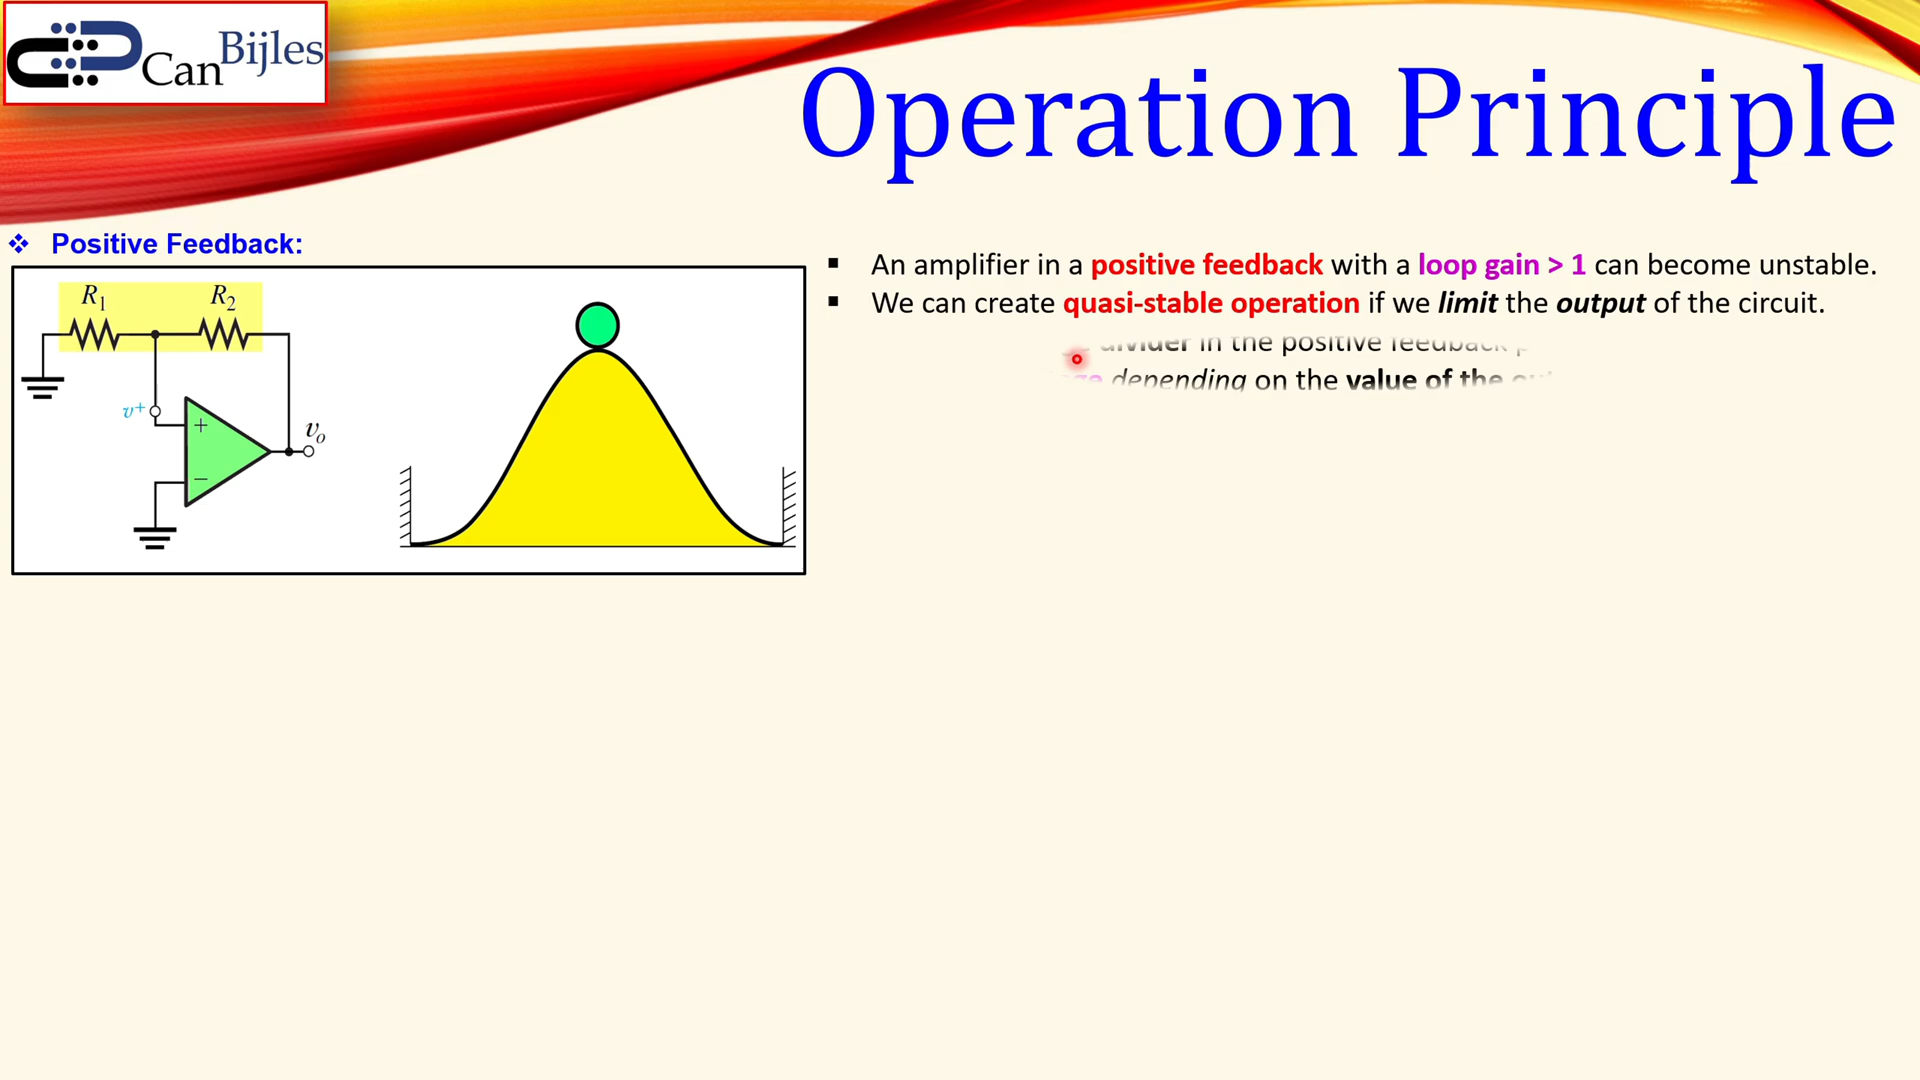 Can Bijles
Operation Principle
❖ Positive Feedback:
▪ An amplifier in a positive feedback with a loop gain > 1 can become unstable.
▪ We can create quasi-stable operation if we limit the output of the circuit.
divider in the positive feedback
depending on the value of the
R1 R2
v+
+
vo
−